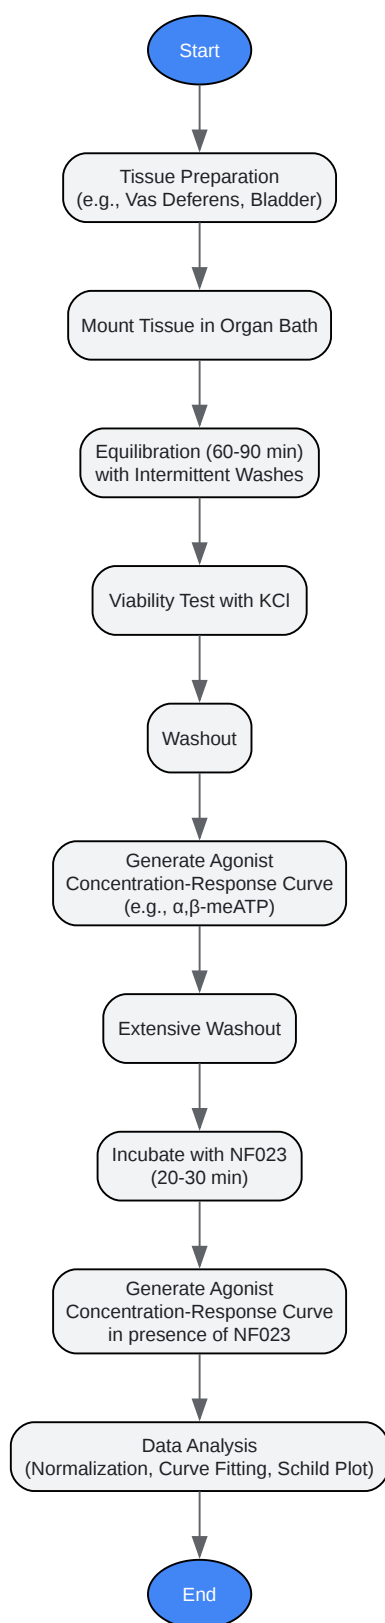 Start
Tissue Preparation
(e.g., Vas Deferens, Bladder)
Mount Tissue in Organ Bath
Equilibration (60-90 min)
with Intermittent Washes
Viability Test with KCl
Washout
Generate Agonist
Concentration-Response Curve
(e.g., α,β-meATP)
Extensive Washout
Incubate with NF023
(20-30 min)
Generate Agonist
Concentration-Response Curve
in presence of NF023
Data Analysis
(Normalization, Curve Fitting, Schild Plot)
End